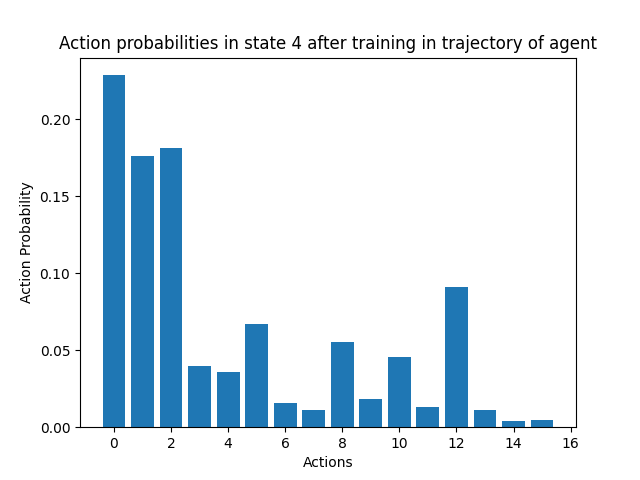 Action probabilities in state 4 after training in trajectory of agent
Action Probability
0.20
0.15
0.10
0.05
0.00
0 2 4 6 8 10 12 14 16
Actions